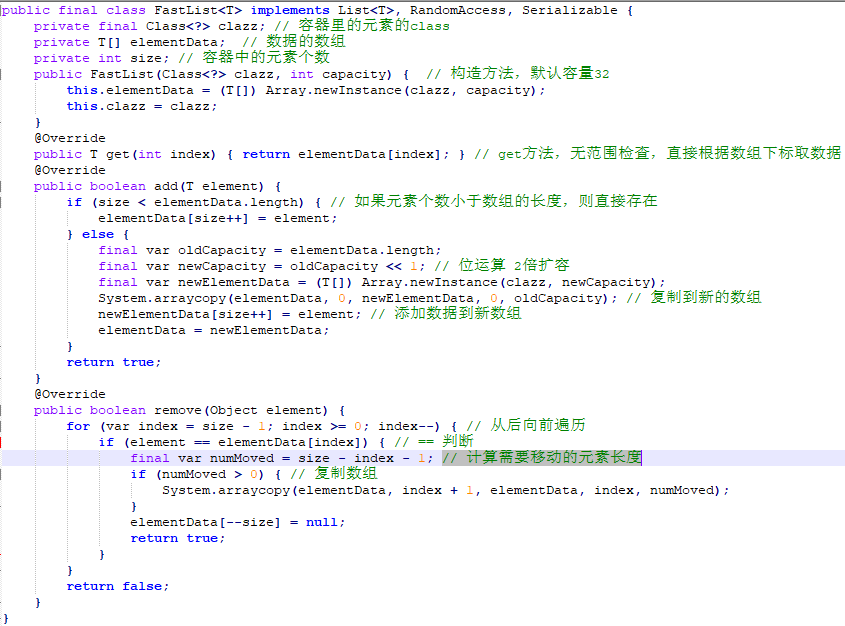 public final class FastList<T> implements List<T>, RandomAccess, Serializable {
    private final Class<?> clazz; // 容器里的元素的class
    private T[] elementData;  // 数据的数组
    private int size; // 容器中的元素个数
    public FastList(Class<?> clazz, int capacity) {  // 构造方法，默认容量32
        this.elementData = (T[]) Array.newInstance(clazz, capacity);
        this.clazz = clazz;
    }
    @Override
    public T get(int index) { return elementData[index]; } // get方法，无范围检查，直接根据数组下标取数据
    @Override
    public boolean add(T element) {
        if (size < elementData.length) { // 如果元素个数小于数组的长度，则直接存在
            elementData[size++] = element;
        } else {
            final var oldCapacity = elementData.length;
            final var newCapacity = oldCapacity << 1; // 位运算 2倍扩容
            final var newElementData = (T[]) Array.newInstance(clazz, newCapacity);
            System.arraycopy(elementData, 0, newElementData, 0, oldCapacity); // 复制到新的数组
            newElementData[size++] = element; // 添加数据到新数组
            elementData = newElementData;
        }
        return true;
    }
    @Override
    public boolean remove(Object element) {
        for (var index = size - 1; index >= 0; index--) { // 从后向前遍历
            if (element == elementData[index]) { // == 判断
                final var numMoved = size - index - 1; // 计算需要移动的元素长度
                if (numMoved > 0) { // 复制数组
                    System.arraycopy(elementData, index + 1, elementData, index, numMoved);
                }
                elementData[--size] = null;
                return true;
            }
        }
        return false;
    }
}